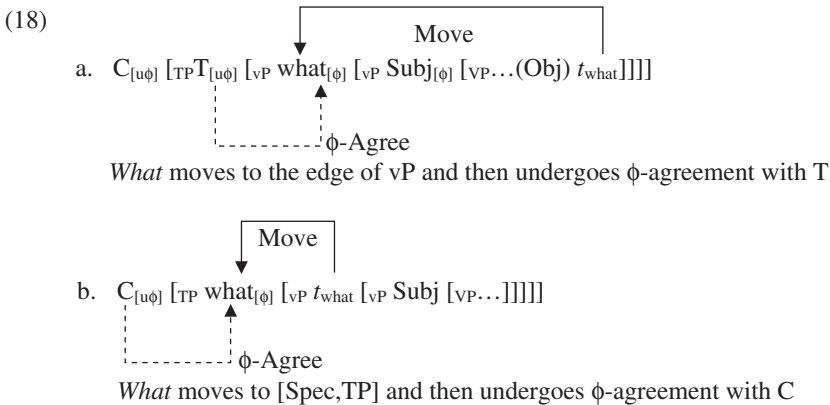 (18)
Move
a. C[uϕ] [TPT[uϕ] [vP what[ϕ] [vP Subj[ϕ] [VP…(Obj) twhat]]]]
ϕ-Agree
What moves to the edge of vP and then undergoes ϕ-agreement with T
Move
b. C[uϕ] [TP what[ϕ] [vP twhat [vP Subj [VP…]]]]]
ϕ-Agree
What moves to [Spec,TP] and then undergoes ϕ-agreement with C